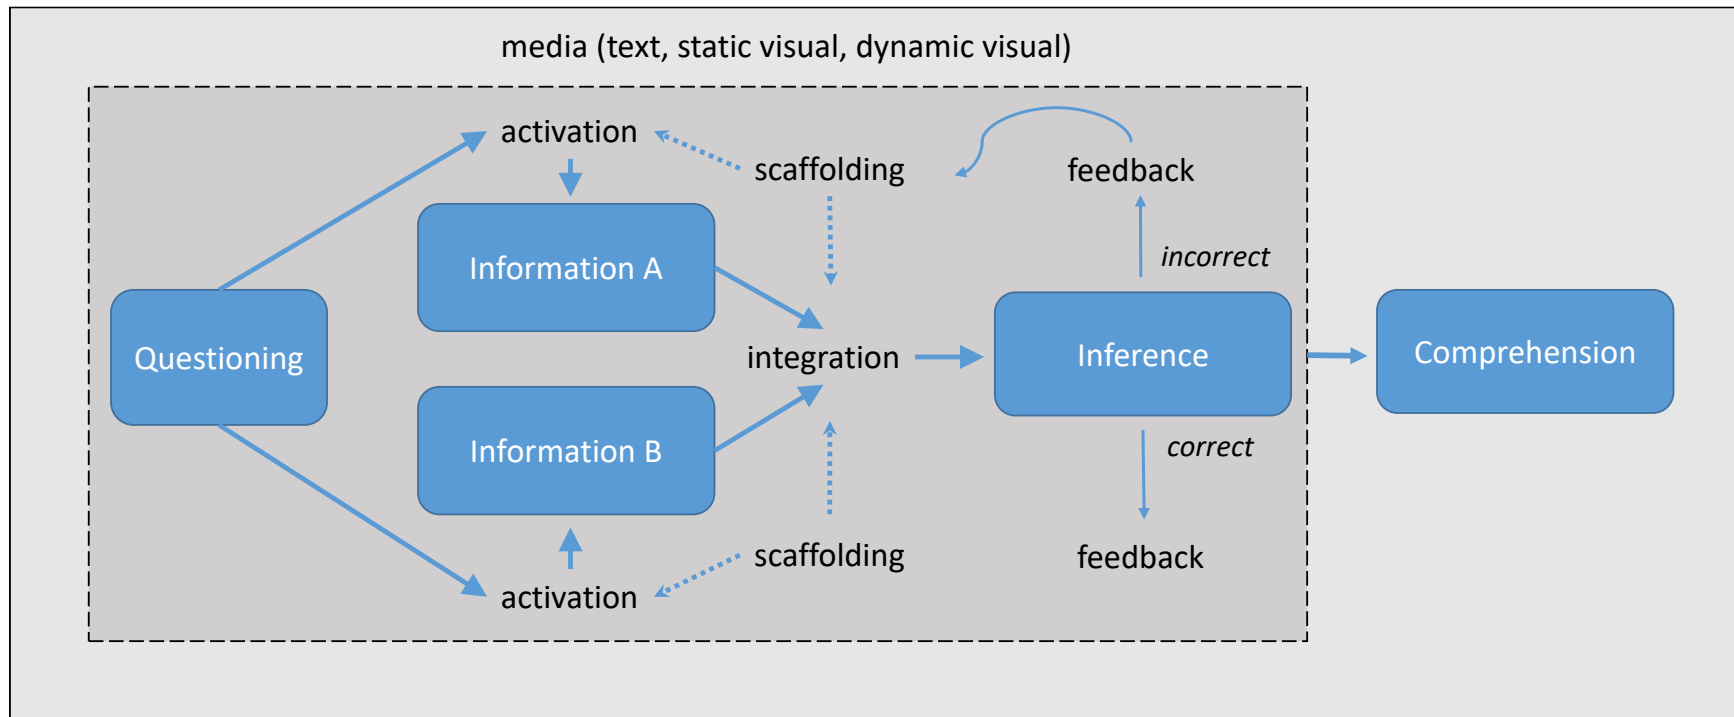 media (text, static visual, dynamic visual)
activation
scaffolding
feedback
Information A
incorrect
Questioning
integration
Inference
Comprehension
Information B
correct
scaffolding
feedback
activation